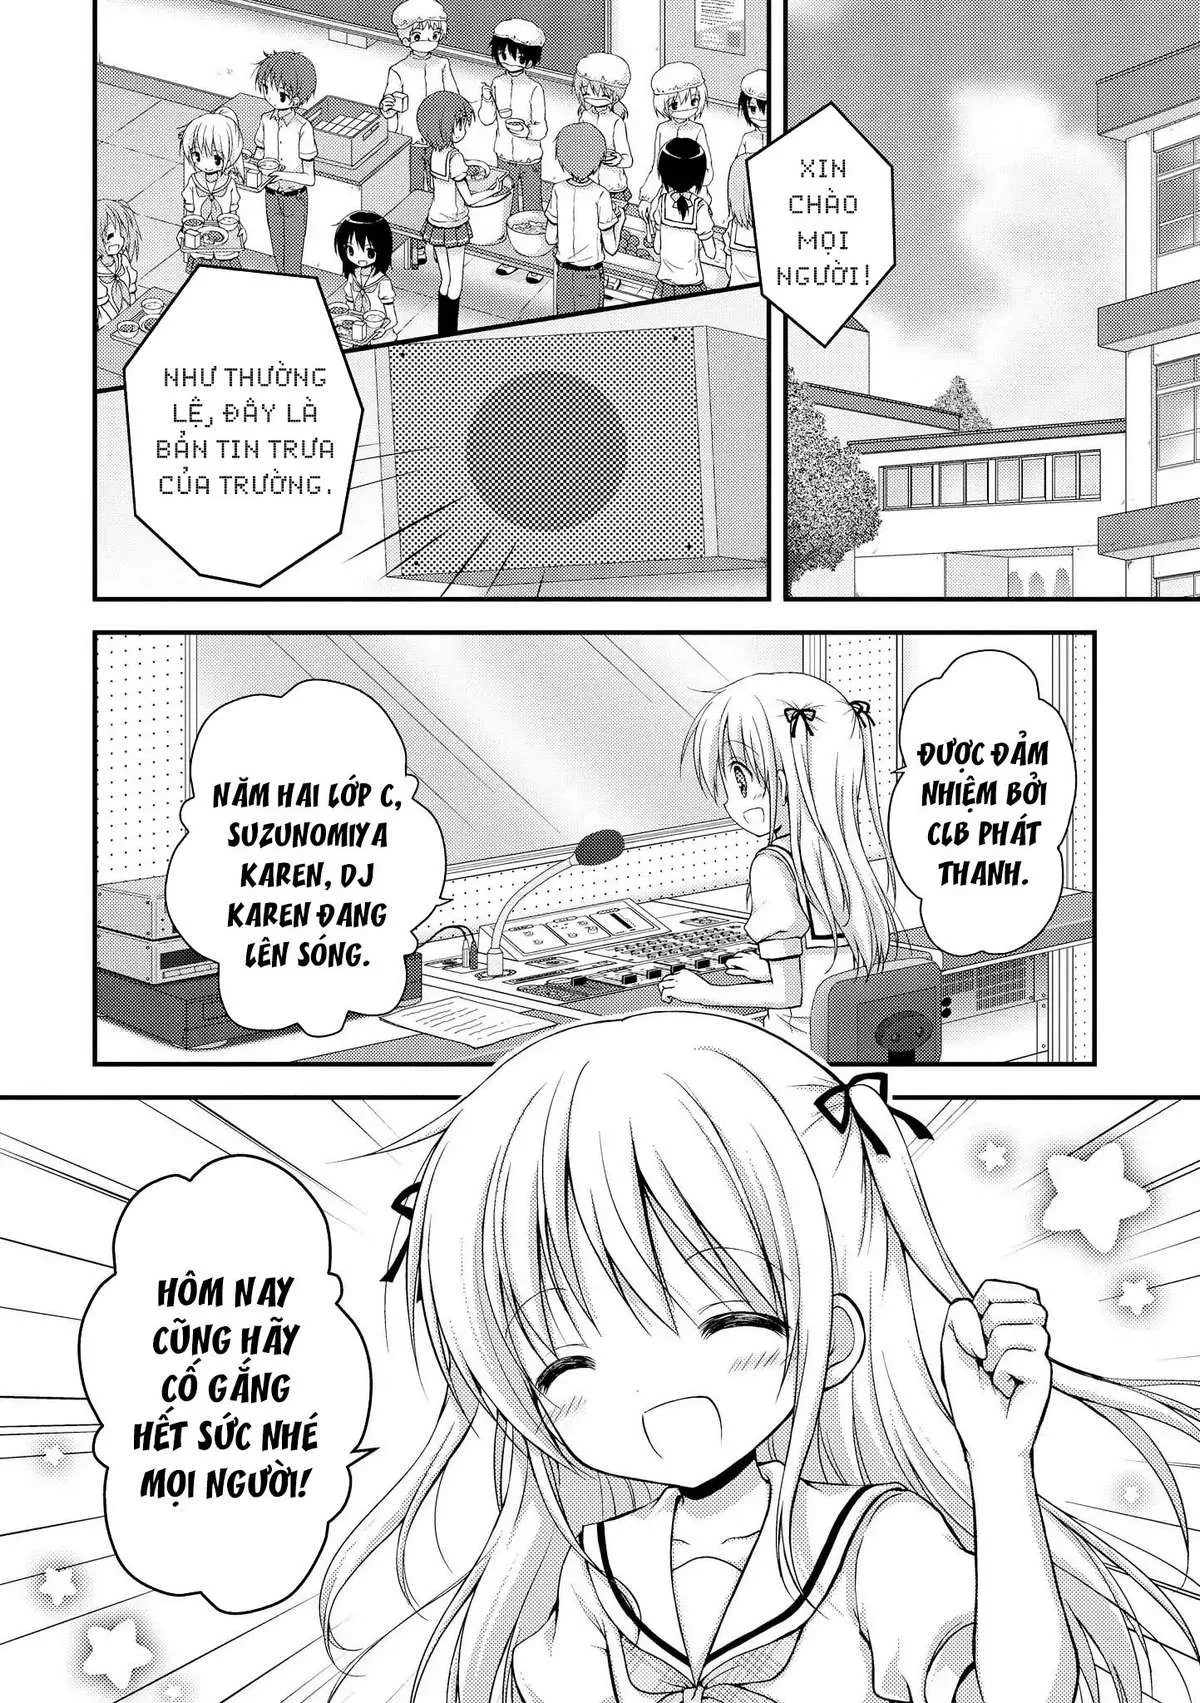 XIN
CHÀO
MỌI
NGƯỜI!
NHƯ THƯỜNG
LỆ, ĐÂY LÀ
BẢN TIN TRƯA
CỦA TRƯỜNG.
ĐƯỢC ĐẢM
NHIỆM BỞI
CLB PHÁT
THANH.
NĂM HAI LỚP C,
SUZUNOMIYA
KAREN, DJ
KAREN ĐANG
LÊN SÓNG.
HÔM NAY
CŨNG HÃY
CỐ GẮNG
HẾT SỨC NHÉ
MỌI NGƯỜI!